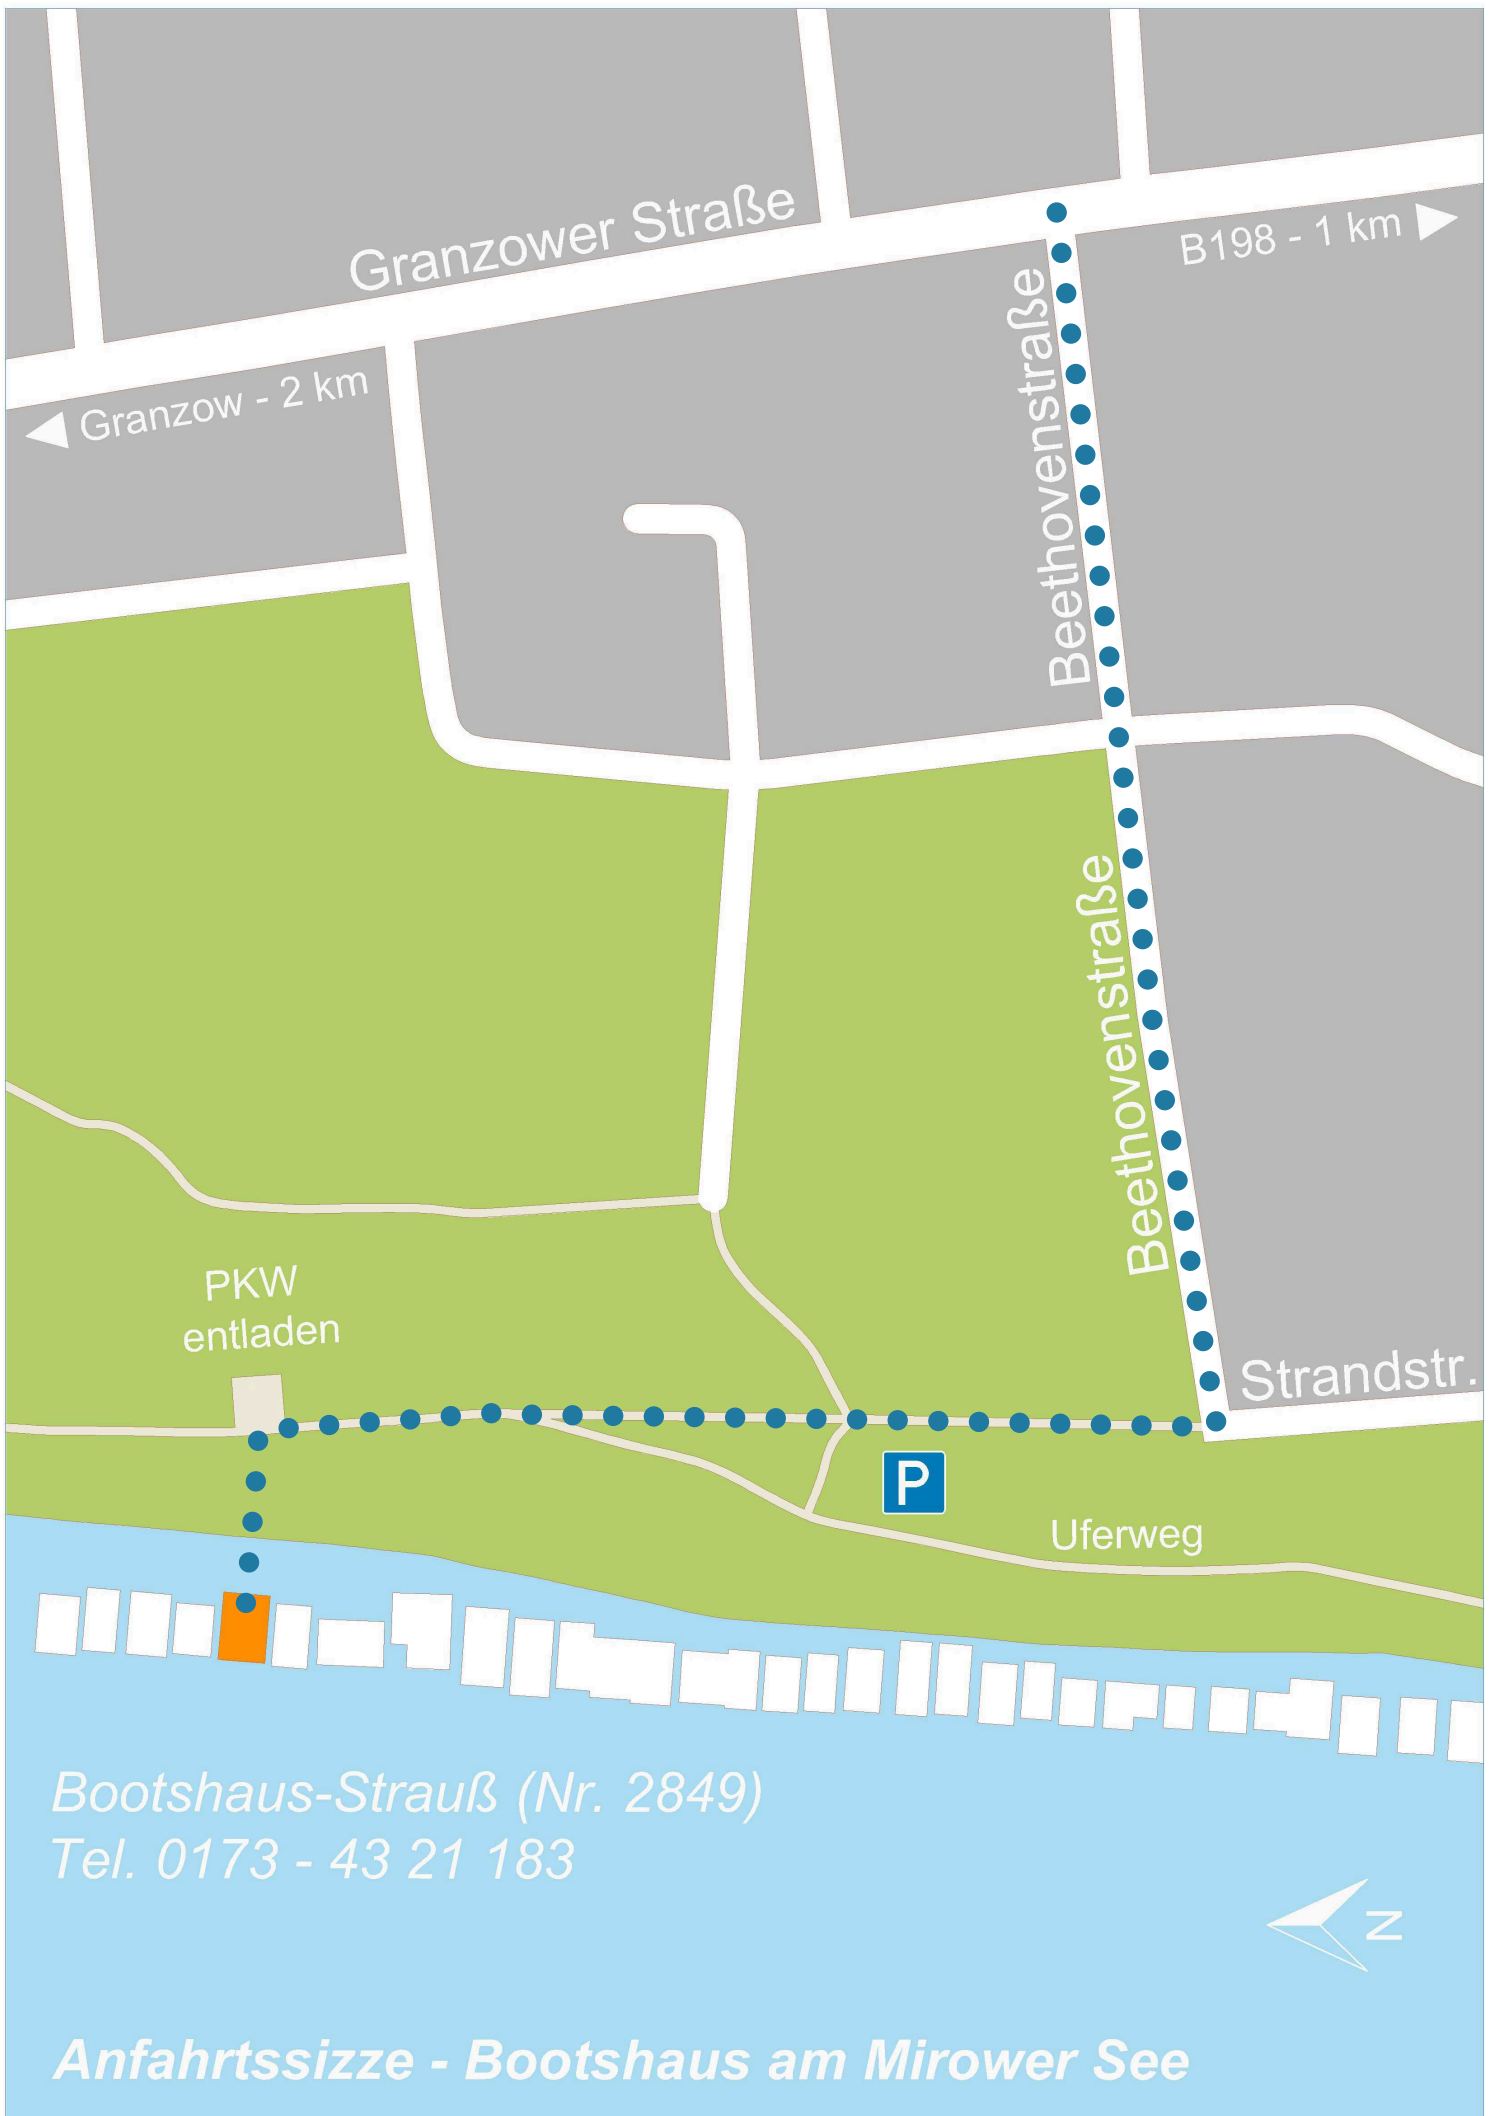 Granzower Straße
B198 - 1 km
Granzow - 2 km
Beethovenstraße
Beethovenstraße
PKW
entladen
Strandstr.
P
Uferweg
Bootshaus-Strauß (Nr. 2849)
Tel. 0173 - 43 21 183
N
Anfahrtssizze - Bootshaus am Mirower See